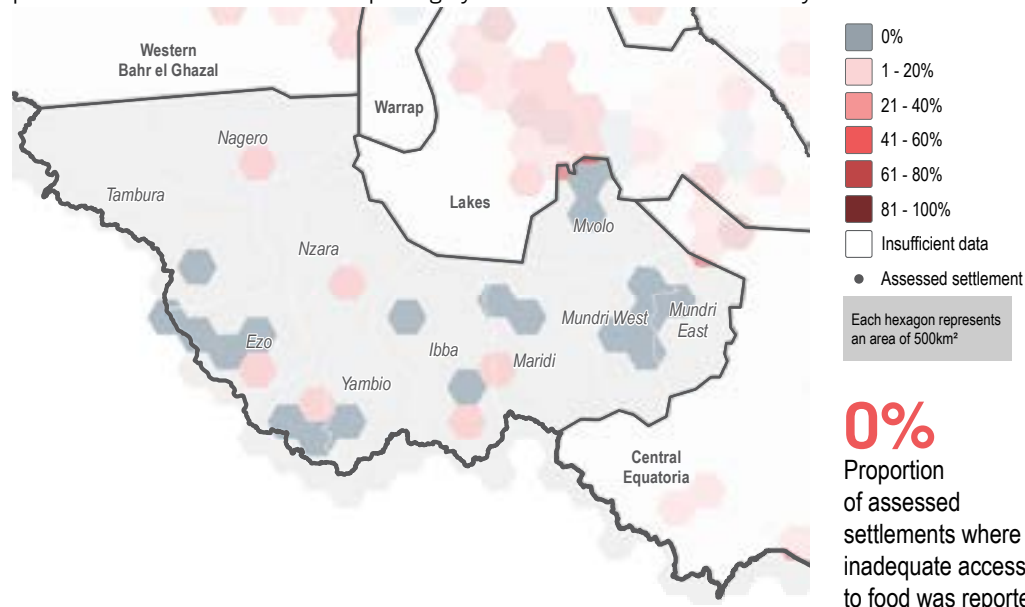 Western
Bahr el Ghazal
Warrap
Nagero
Tambura
Lakes
Mvolo
Nzara
Mundri West
Mundri
East
Ezo
Ibba
Maridi
Yambio
Central
Equatoria
0%
1 - 20%
21 - 40%
41 - 60%
61 - 80%
81 - 100%
Insufficient data
Assessed settlement
Each hexagon represents
an area of 500km²
0%
Proportion
of assessed
settlements where
inadequate access
to food was reporte